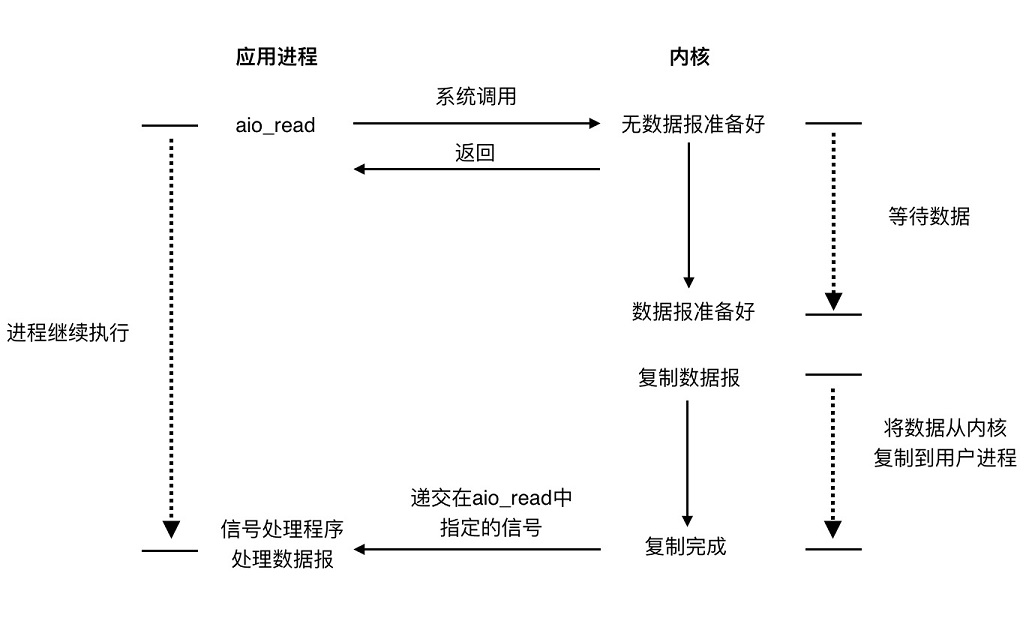 应用进程
内核
系统调用
aio_read
无数据报准备好
返回
等待数据
数据报准备好
进程继续执行
复制数据报
将数据从内核
复制到用户进程
递交在aio_read中
指定的信号
信号处理程序
处理数据报
复制完成